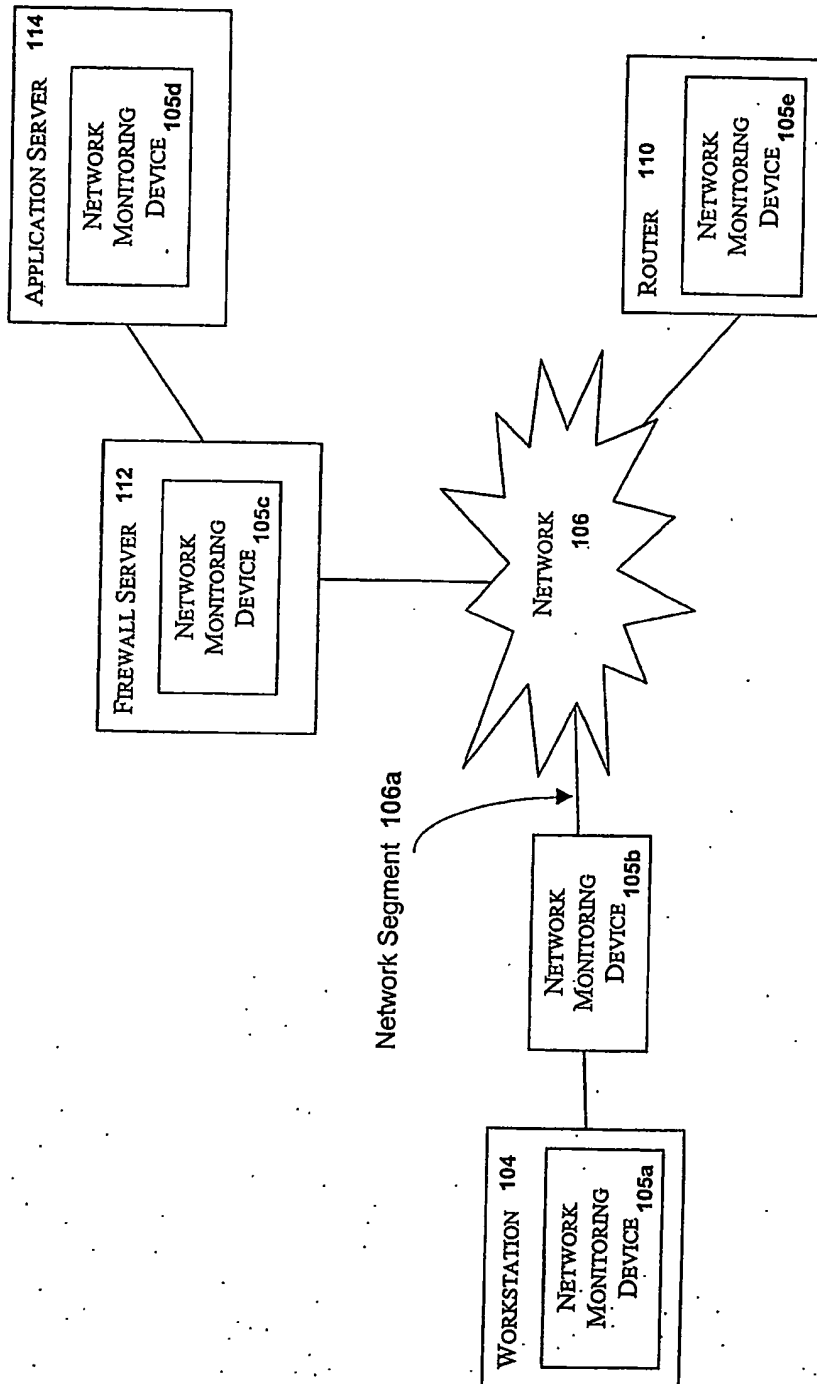 APPLICATION SERVER 114
NETWORK
MONITORING
DEVICE 105d
FIREWALL SERVER 112
NETWORK
MONITORING
DEVICE 105c
ROUTER 110
NETWORK
MONITORING
DEVICE 105e
NETWORK
106
Network Segment 106a
NETWORK
MONITORING
DEVICE 105b
WORKSTATION 104
NETWORK
MONITORING
DEVICE 105a